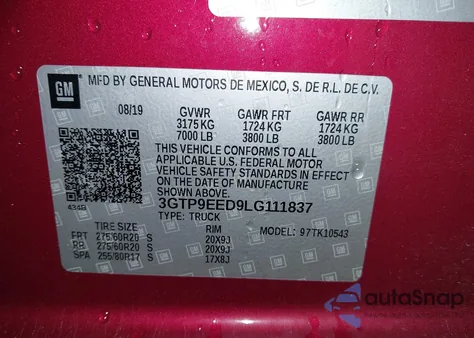 GM
MFD BY GENERAL MOTORS DE MEXICO, S. DE R.L. DE C.V.
08/19 GVWR GAWR FRT GAWR RR
3175 KG 1724 KG 1724 KG
7000 LB 3800 LB 3800 LB
THIS VEHICLE CONFORMS TO ALL
APPLICABLE U.S. FEDERAL MOTOR
VEHICLE SAFETY STANDARDS IN EFFECT
ON THE DATE OF MANUFACTURE
SHOWN ABOVE.
434B
3GTP9EED9LG111837
TYPE: TRUCK
MODEL: 97TK10543
TIRE SIZE RIM
FRT 275/60R20 S 20X9J
RR 275/60R20 S 20X9J
SPA 255/80R17 S 17X8J
autoSnap